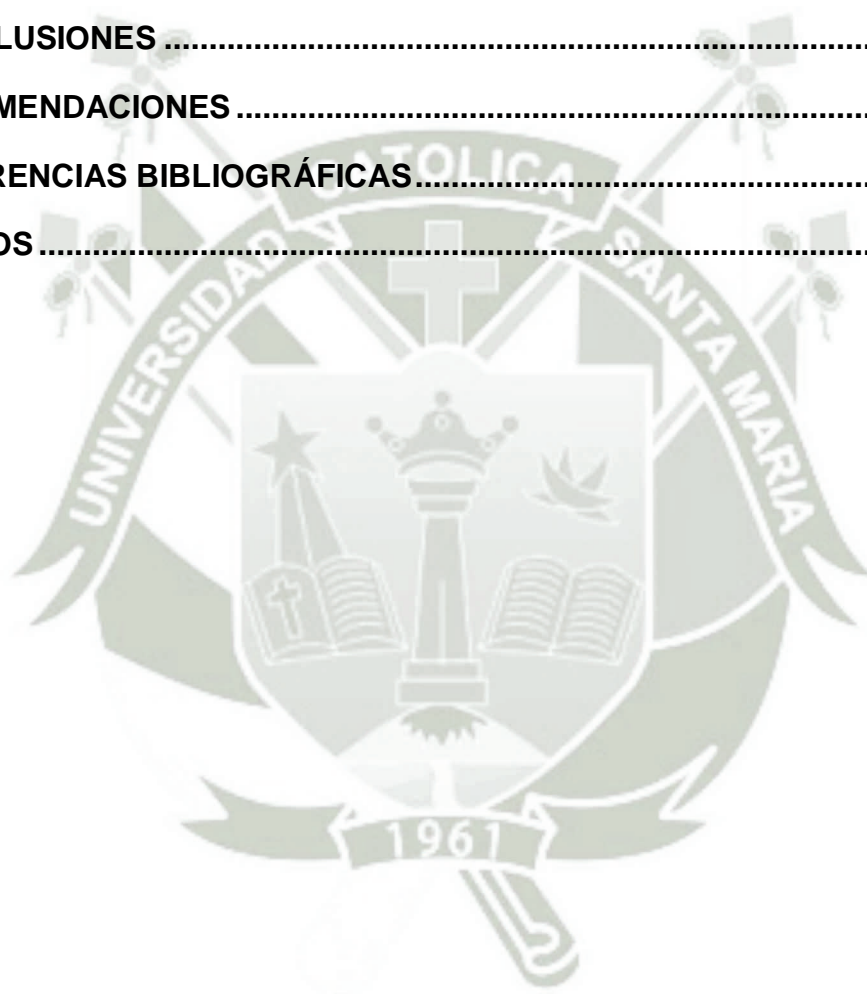 LUSIONES ........................................................................
MENDACIONES ................................................................
RENCIAS BIBLIOGRÁFICAS ............................................
OS ....................................................................................
UNIVERSIDAD CATOLICA SANTA MARIA
1961